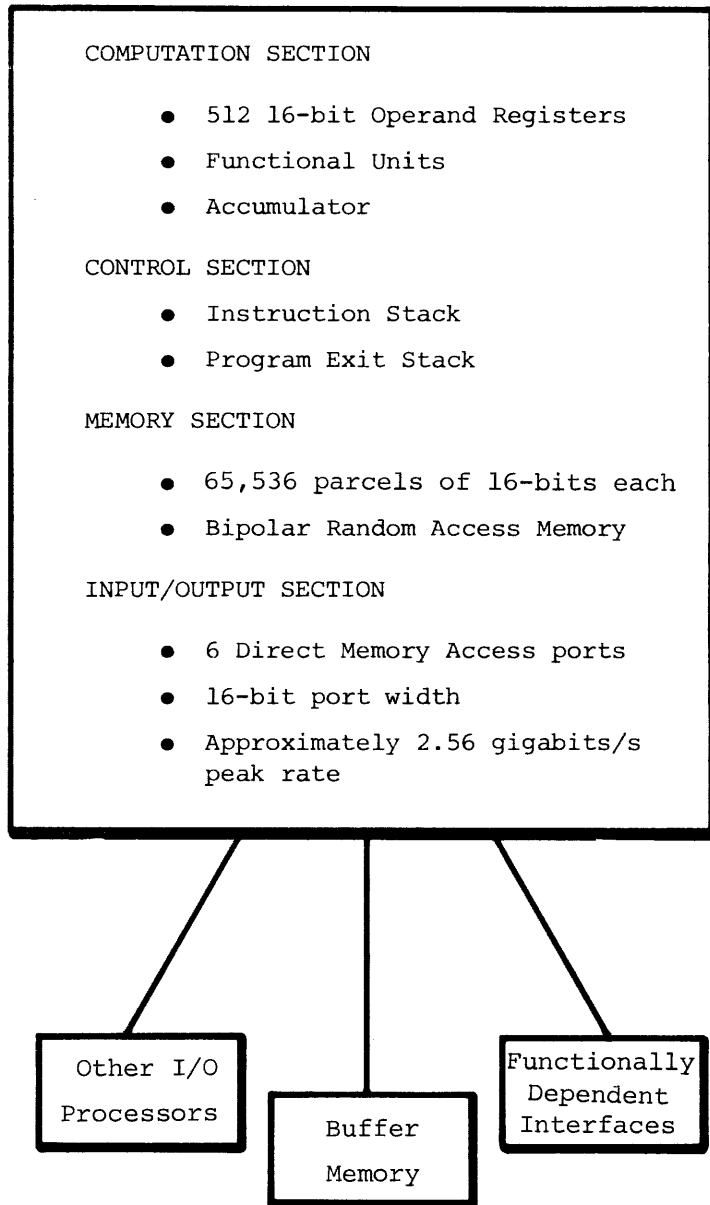 COMPUTATION SECTION
● 512 16-bit Operand Registers
● Functional Units
● Accumulator
CONTROL SECTION
● Instruction Stack
● Program Exit Stack
MEMORY SECTION
● 65,536 parcels of 16-bits each
● Bipolar Random Access Memory
INPUT/OUTPUT SECTION
● 6 Direct Memory Access ports
● 16-bit port width
● Approximately 2.56 gigabits/s
peak rate
Other I/O
Processors
Buffer
Memory
Functionally
Dependent
Interfaces